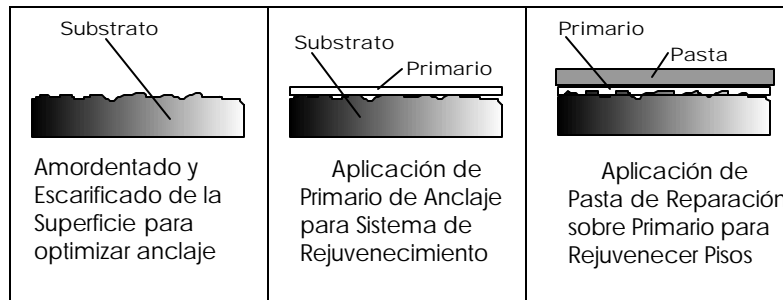 Substrato
Amordentado y
Escarificado de la
Superficie para
optimizar anclaje
Substrato
Primario
Aplicación de
Primario de Anclaje
para Sistema de
Rejuvenecimiento
Primario
Pasta
Aplicación de
Pasta de Reparación
sobre Primario para
Rejuvenecer Pisos